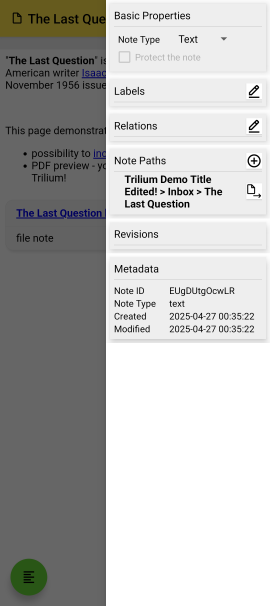 The Last Que
"The Last Question" is
American writer Isaac
November 1956 issue
This page demonstrat
possibility to inc
PDF preview - yo
Trilium!
The Last Question
file note
Basic Properties
Note Type Text
Protect the note
Labels
Relations
Note Paths
Trilium Demo Title
Edited! > Inbox > The
Last Question
Revisions
Metadata
Note ID EUgDUtgOcwLR
Note Type text
Created 2025-04-27 00:35:22
Modified 2025-04-27 00:35:22